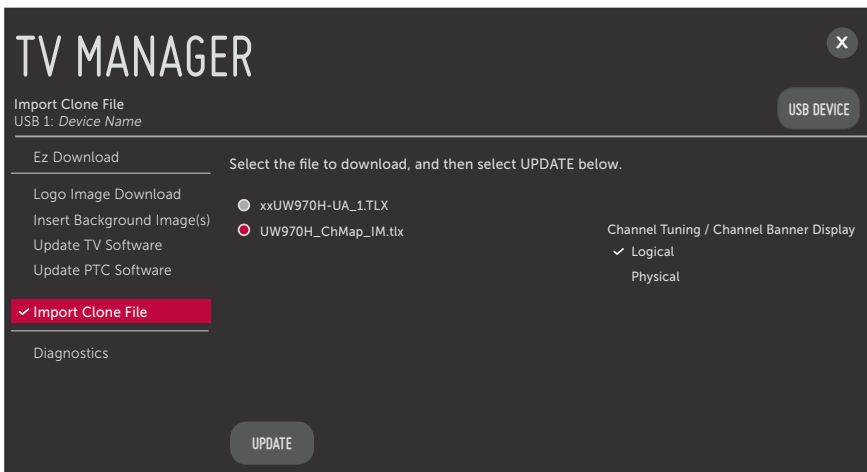 TV MANAGER
X
Import Clone File
USB 1: Device Name
USB DEVICE
Ez Download
Logo Image Download
Insert Background Image(s)
Update TV Software
Update PTC Software
Import Clone File
Diagnostics
Select the file to download, and then select UPDATE below.
xxUW970H-UA_1.TLX
UW970H_ChMap_IM.tlx
Channel Tuning / Channel Banner Display
Logical
Physical
UPDATE